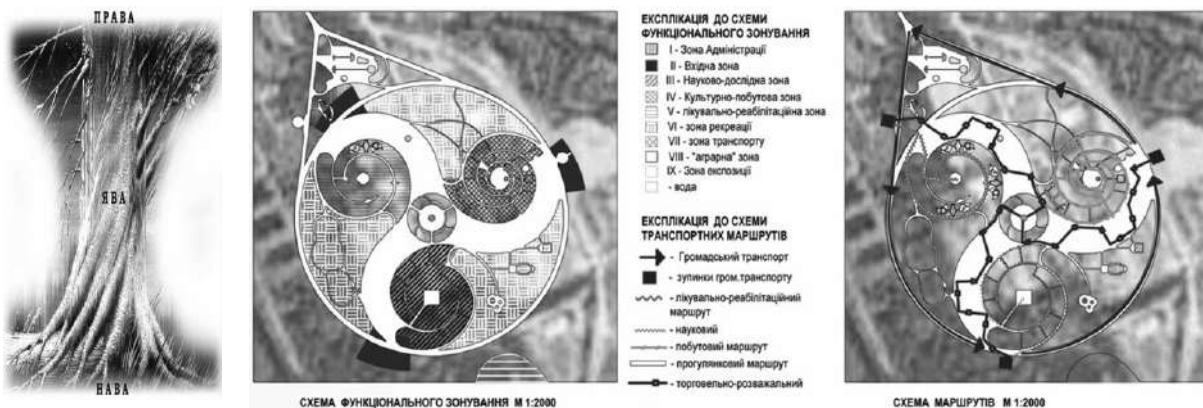 ПРАВА
ЯВА
НАВА
СХЕМА ФУНКЦІОНАЛЬНОГО ЗОНУВАННЯ М 1:2000
ЕКСПЛІКАЦІЯ ДО СХЕМИ
ФУНКЦІОНАЛЬНОГО ЗОНУВАННЯ
I - Зона Адміністрації
II - Вхідна зона
III - Науково-дослідна зона
IV - Культурно-побутова зона
V - лікувально-реабілітаційна зона
VI - зона рекреації
VII - зона транспорту
VIII - "аграрна" зона
IX - Зона експозиції
- вода
ЕКСПЛІКАЦІЯ ДО СХЕМИ
ТРАНСПОРТНИХ МАРШРУТІВ
- Громадський транспорт
- зупинки гром.транспорту
- лікувально-реабілітаційний
маршрут
- науковий
- побутовий маршрут
- прогулянковий маршрут
- торговельно-розважальний
СХЕМА МАРШРУТІВ М 1:2000